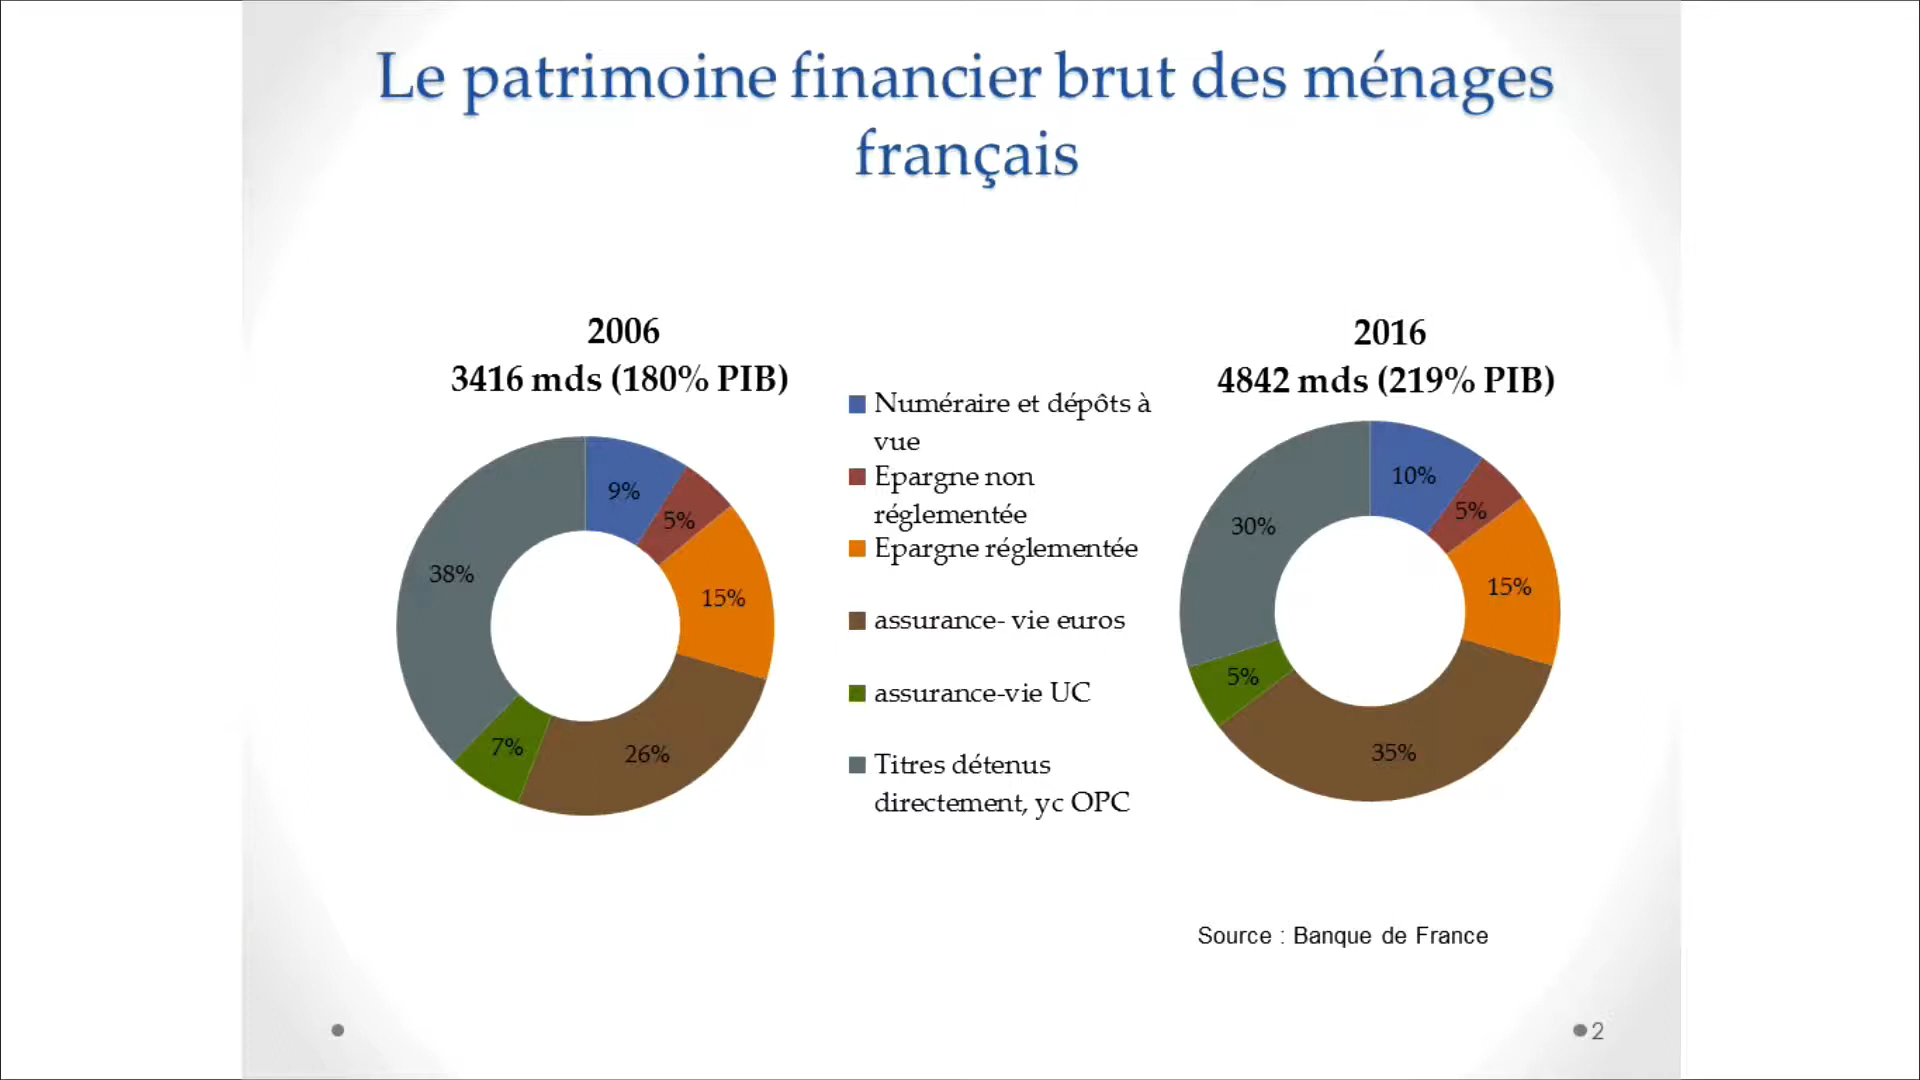 Le patrimoine financier brut des ménages
français
2006
3416 mds (180% PIB)
9%
5%
15%
26%
7%
38%
Numéraire et dépôts à
vue
Epargne non
réglementée
Epargne réglementée
assurance- vie euros
assurance-vie UC
Titres détenus
directement, yc OPC
2016
4842 mds (219% PIB)
10%
5%
15%
35%
5%
30%
Source : Banque de France
2